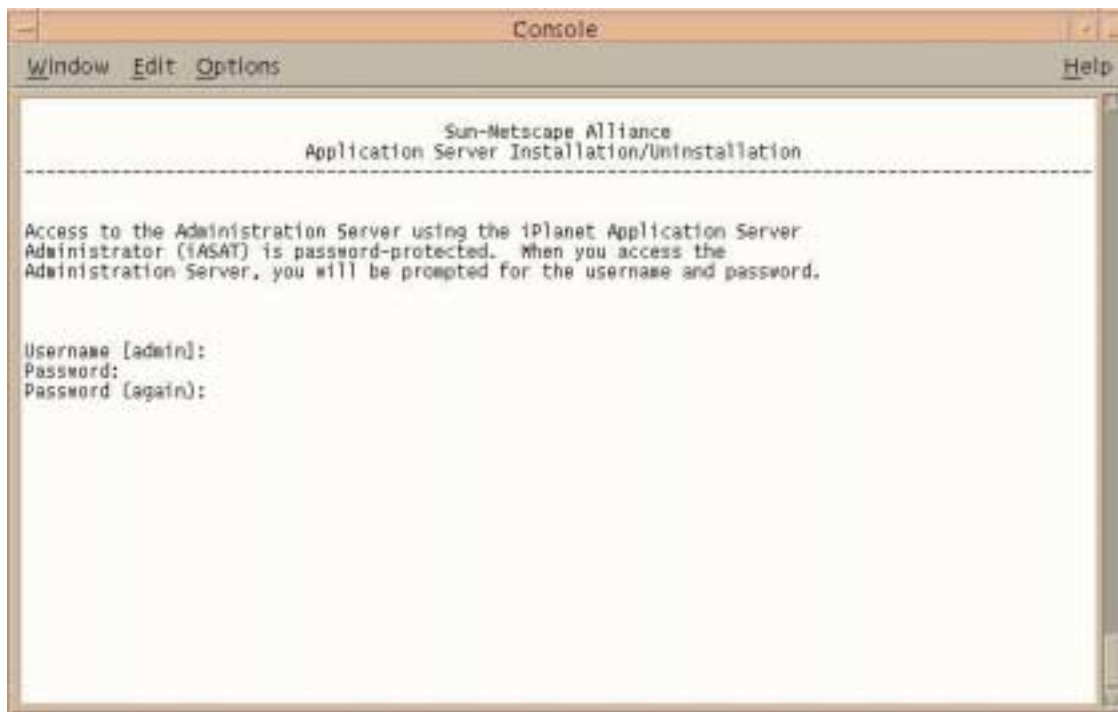 Console
Window Edit Options Help
Sun-Netscape Alliance
Application Server Installation/Uninstallation
--------------------------------------------------------------------------------
Access to the Administration Server using the iPlanet Application Server
Administrator (iASAT) is password-protected.  When you access the
Administration Server, you will be prompted for the username and password.
Username [admin]:
Password:
Password (again):